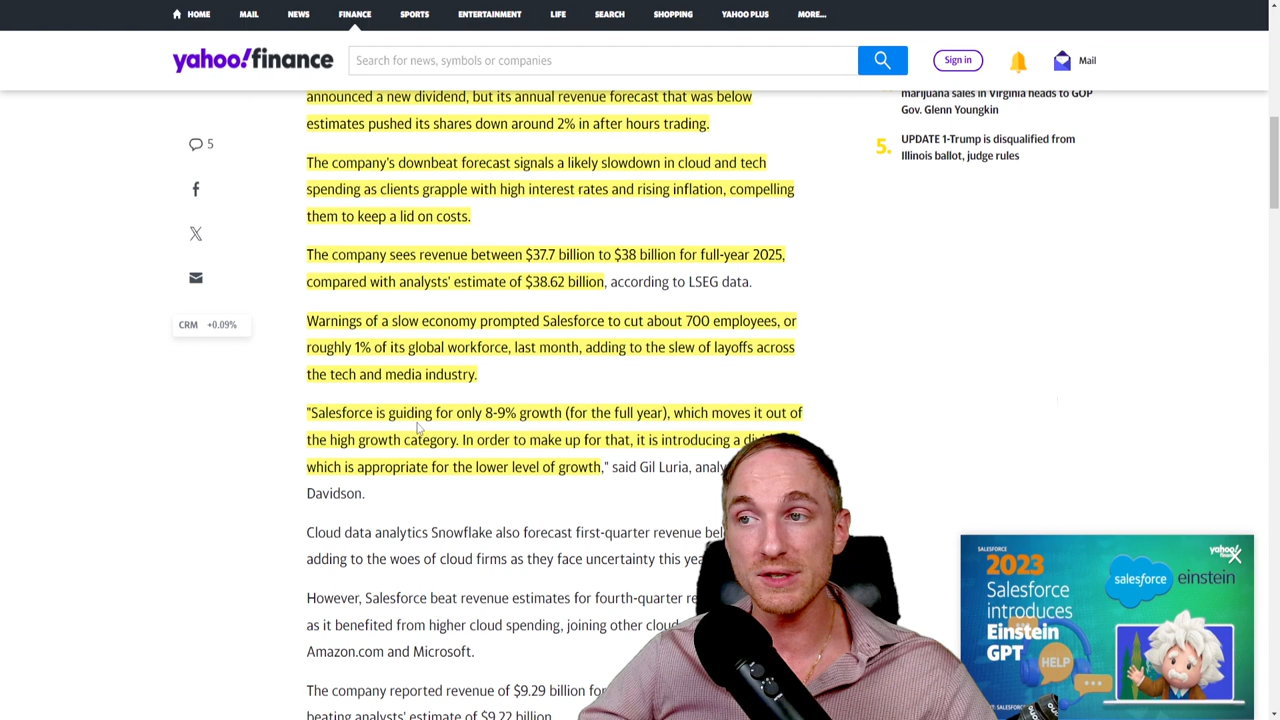 HOME MAIL NEWS FINANCE SPORTS ENTERTAINMENT LIFE SEARCH SHOPPING YAHOO PLUS MORE...
yahoo!finance
Search for news, symbols or companies
Sign in
Mail
announced a new dividend, but its annual revenue forecast that was below
estimates pushed its shares down around 2% in after hours trading.
The company's downbeat forecast signals a likely slowdown in cloud and tech
spending as clients grapple with high interest rates and rising inflation, compelling
them to keep a lid on costs.
The company sees revenue between $37.7 billion to $38 billion for full-year 2025,
compared with analysts' estimate of $38.62 billion, according to LSEG data.
Warnings of a slow economy prompted Salesforce to cut about 700 employees, or
roughly 1% of its global workforce, last month, adding to the slew of layoffs across
the tech and media industry.
"Salesforce is guiding for only 8-9% growth (for the full year), which moves it out of
the high growth category. In order to make up for that, it is introducing a
which is appropriate for the lower level of growth," said Gil Luria,
Davidson.
Cloud data analytics Snowflake also forecast first-quarter revenue
adding to the woes of cloud firms as they face uncertainty this
However, Salesforce beat revenue estimates for fourth-quarter
as it benefited from higher cloud spending, joining other cloud
Amazon.com and Microsoft.
The company reported revenue of $9.29 billion
beating analysts' estimate of $9.22 billion
5
CRM +0.09%
marijuana sales in Virginia heads to GOP
Gov. Glenn Youngkin
5. UPDATE 1-Trump is disqualified from
Illinois ballot, judge rules
SALESFORCE
2023
Salesforce
introduces
Einstein
GPT
HELP
yahoo!
salesforce einstein